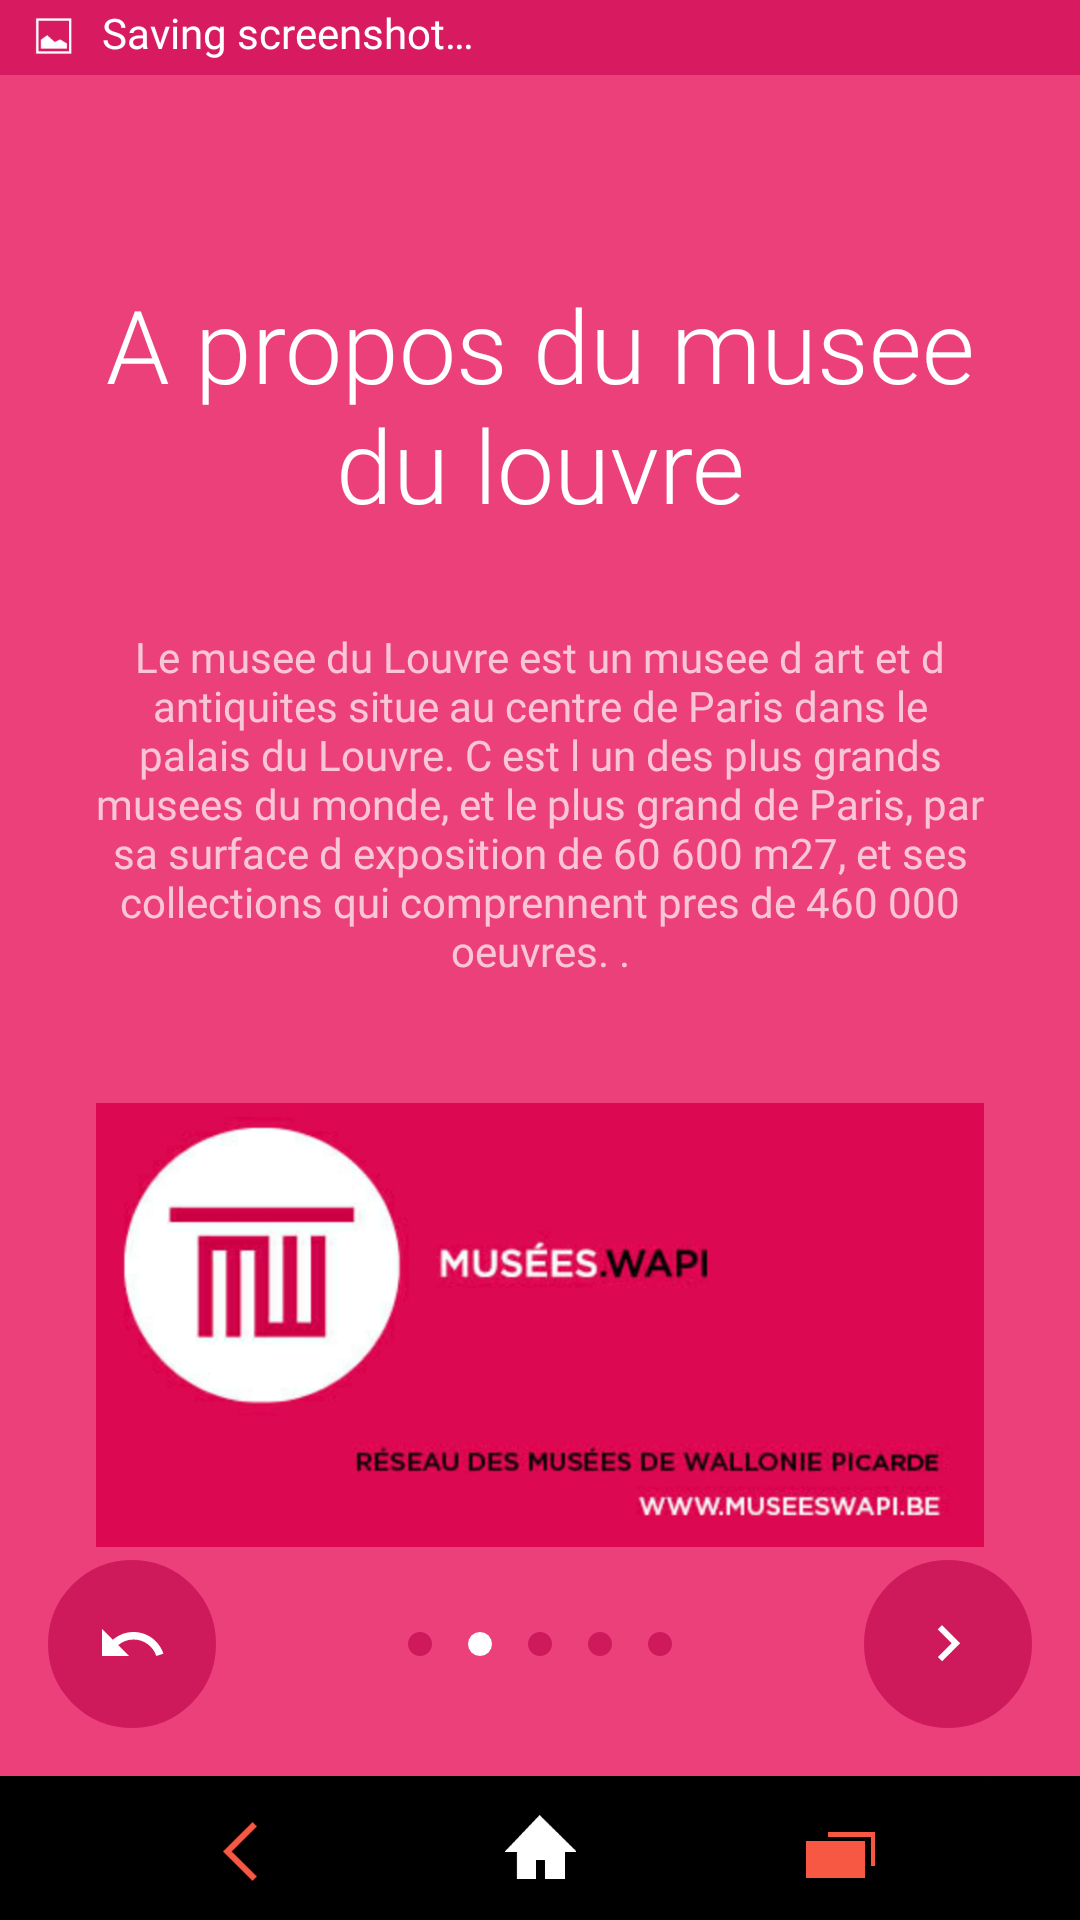 Saving screenshot...
A propos du musee
du louvre
Le musee du Louvre est un musee d art et d
antiquites situe au centre de Paris dans le
palais du Louvre. C est l un des plus grands
musees du monde, et le plus grand de Paris, par
sa surface d exposition de 60 600 m27, et ses
collections qui comprennent pres de 460 000
oeuvres. .
MUSÉES.WAPI
RÉSEAU DES MUSÉES DE WALLONIE PICARDE
WWW.MUSEESWAPI.BE